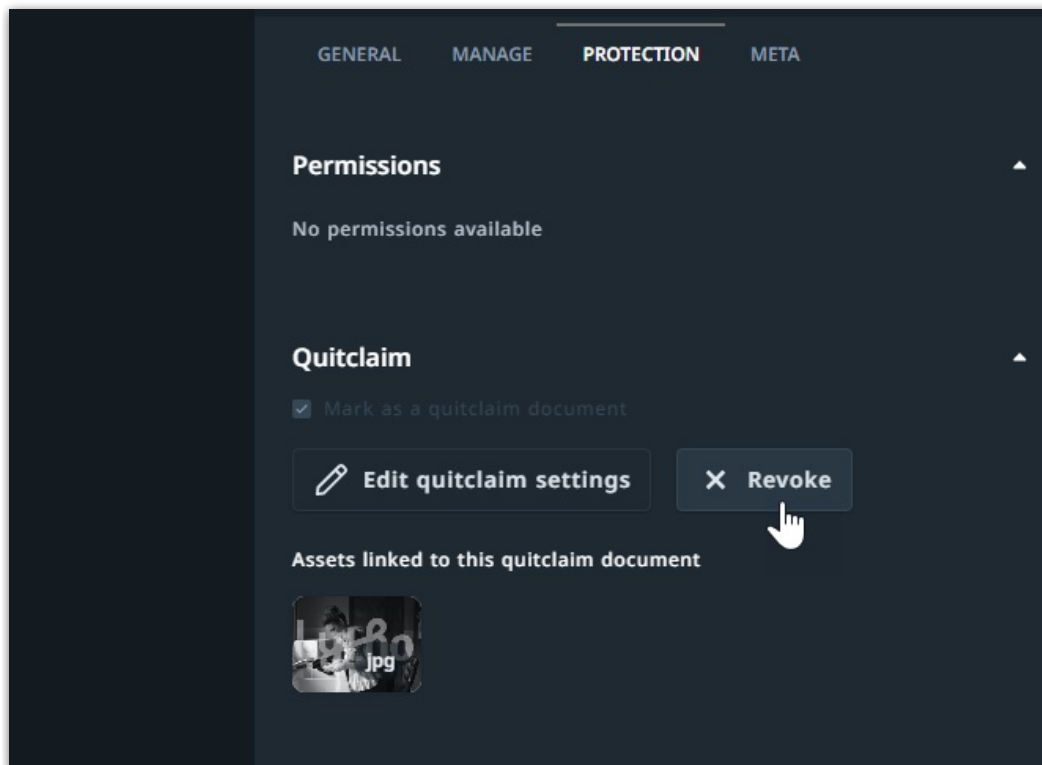 GENERAL MANAGE PROTECTION META
Permissions
No permissions available
Quitclaim
Mark as a quitclaim document
Edit quitclaim settings Revoke
Assets linked to this quitclaim document
jpg